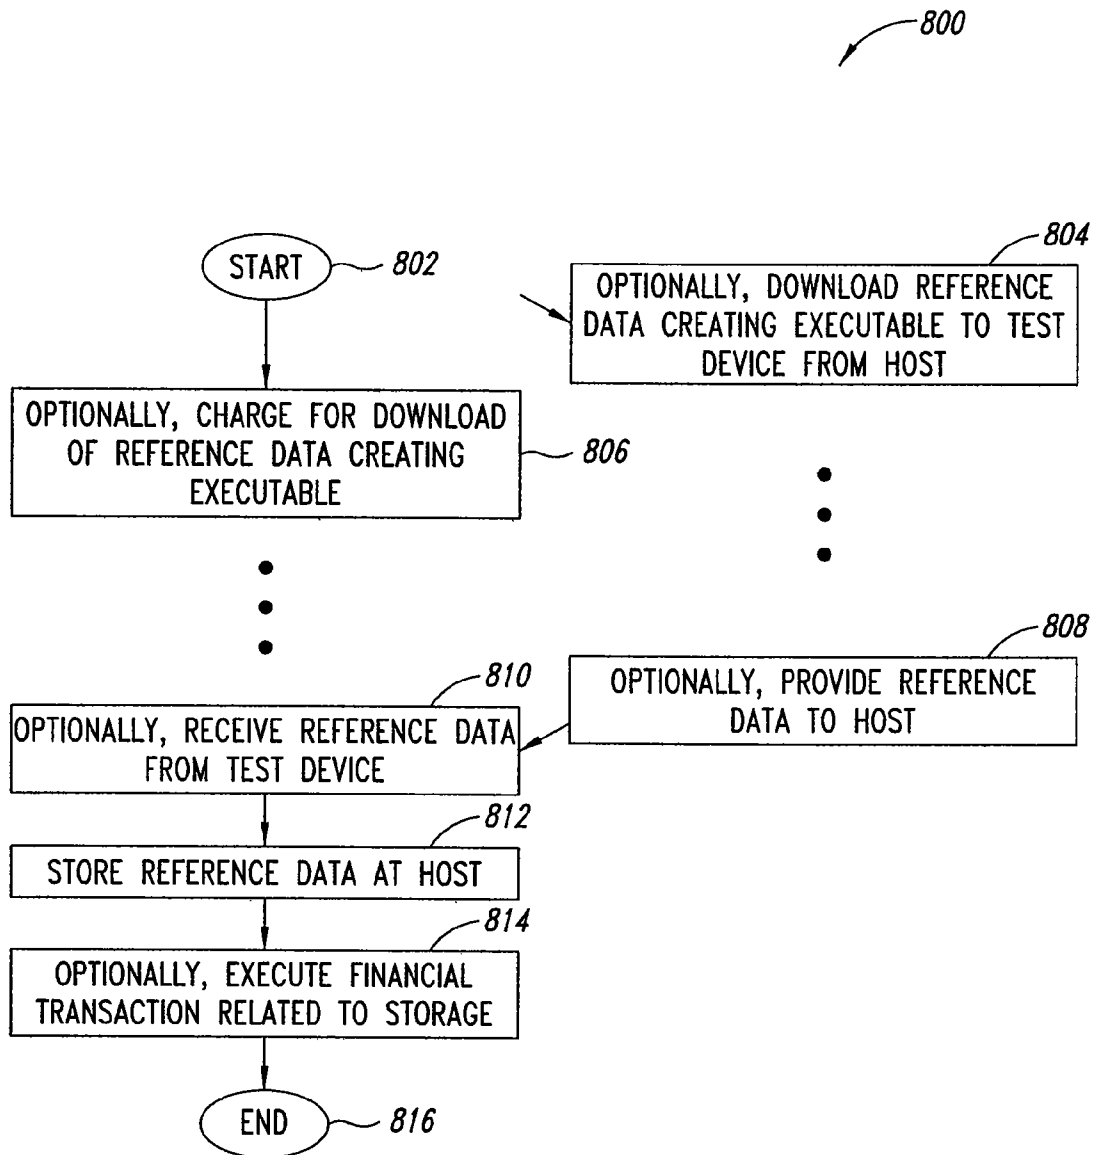 800
START
802
804
OPTIONALLY, DOWNLOAD REFERENCE
DATA CREATING EXECUTABLE TO TEST
DEVICE FROM HOST
OPTIONALLY, CHARGE FOR DOWNLOAD
OF REFERENCE DATA CREATING
EXECUTABLE
806
808
OPTIONALLY, PROVIDE REFERENCE
DATA TO HOST
810
OPTIONALLY, RECEIVE REFERENCE DATA
FROM TEST DEVICE
812
STORE REFERENCE DATA AT HOST
814
OPTIONALLY, EXECUTE FINANCIAL
TRANSACTION RELATED TO STORAGE
END
816